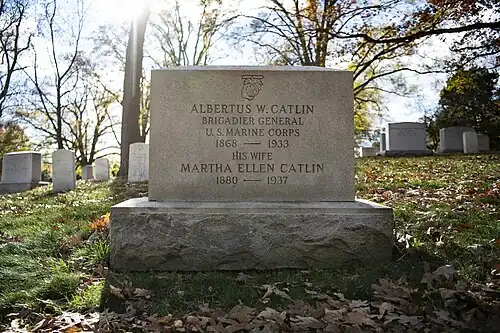 ALBERTUS W. CATLIN
BRIGADIER GENERAL
U.S. MARINE CORPS
1868 — 1933
HIS WIFE
MARTHA ELLEN CATLIN
1880 — 1937